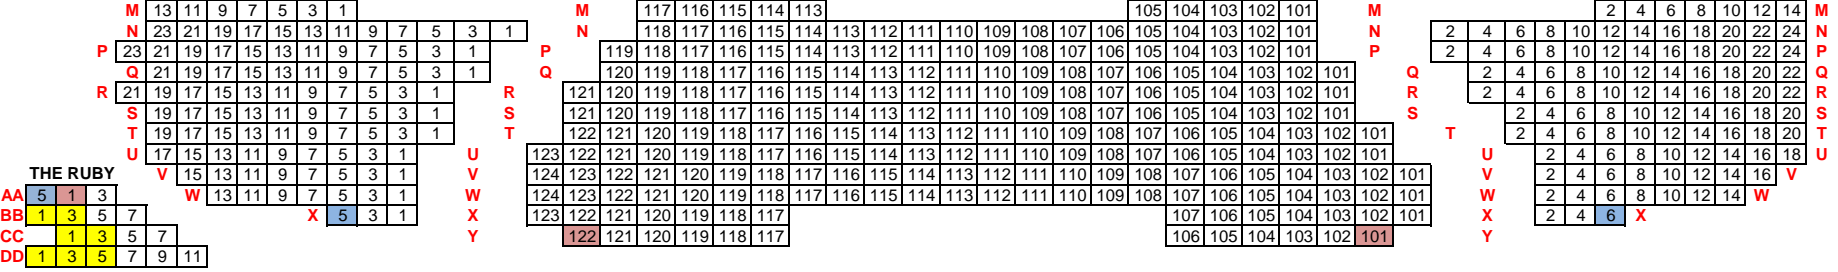 M 13 11 9 7 5 3 1 M 117 116 115 114 113 105 104 103 102 101 M 2 4 6 8 10 12 14 M
N 23 21 19 17 15 13 11 9 7 5 3 1 N 118 117 116 115 114 113 112 111 110 109 108 107 106 105 104 103 102 101 N 2 4 6 8 10 12 14 16 18 20 22 24 N
P 23 21 19 17 15 13 11 9 7 5 3 1 P 119 118 117 116 115 114 113 112 111 110 109 108 107 106 105 104 103 102 101 P 2 4 6 8 10 12 14 16 18 20 22 24 P
Q 21 19 17 15 13 11 9 7 5 3 1 Q 120 119 118 117 116 115 114 113 112 111 110 109 108 107 106 105 104 103 102 101 Q 2 4 6 8 10 12 14 16 18 20 22 Q
R 21 19 17 15 13 11 9 7 5 3 1 R 121 120 119 118 117 116 115 114 113 112 111 110 109 108 107 106 105 104 103 102 101 R 2 4 6 8 10 12 14 16 18 20 22 R
S 19 17 15 13 11 9 7 5 3 1 S 121 120 119 118 117 116 115 114 113 112 111 110 109 108 107 106 105 104 103 102 101 S 2 4 6 8 10 12 14 16 18 20 S
T 19 17 15 13 11 9 7 5 3 1 T 122 121 120 119 118 117 116 115 114 113 112 111 110 109 108 107 106 105 104 103 102 101 T 2 4 6 8 10 12 14 16 18 20 T
U 17 15 13 11 9 7 5 3 1 U 123 122 121 120 119 118 117 116 115 114 113 112 111 110 109 108 107 106 105 104 103 102 101 U 2 4 6 8 10 12 14 16 18 U
THE RUBY V 15 13 11 9 7 5 3 1 V 124 123 122 121 120 119 118 117 116 115 114 113 112 111 110 109 108 107 106 105 104 103 102 101 V 2 4 6 8 10 12 14 16 V
AA 5 1 3 W 13 11 9 7 5 3 1 W 124 123 122 121 120 119 118 117 116 115 114 113 112 111 110 109 108 107 106 105 104 103 102 101 W 2 4 6 8 10 12 14 W
BB 1 3 5 7 X 5 3 1 X 123 122 121 120 119 118 117 107 106 105 104 103 102 101 X 2 4 6 X
CC 1 3 5 7 Y 122 121 120 119 118 117 106 105 104 103 102 101 Y
DD 1 3 5 7 9 11